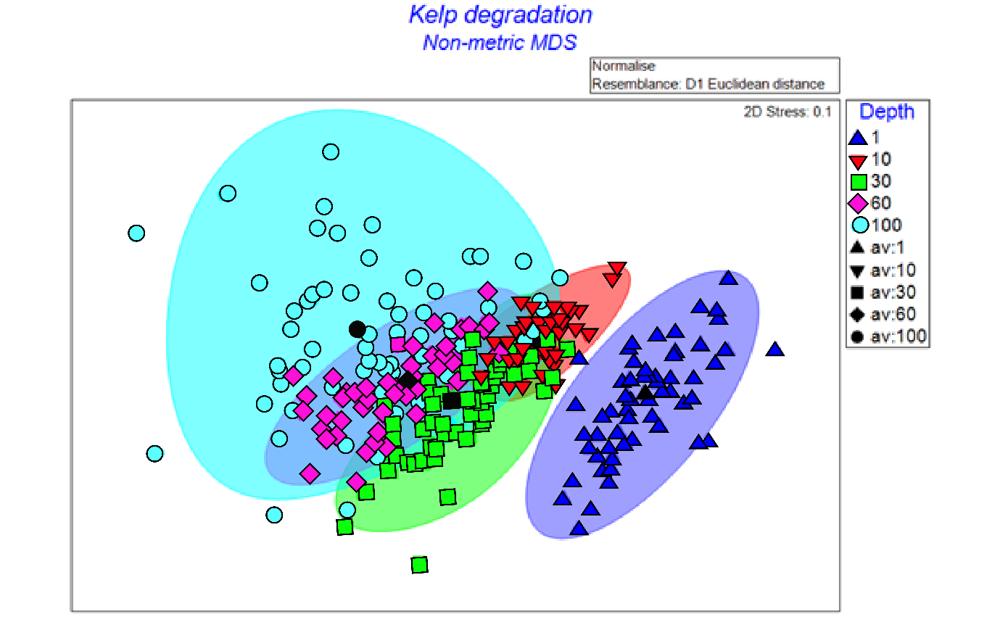 Kelp degradation
Non-metric MDS
Normalise
Resemblance: D1 Euclidean distance
2D Stress: 0.1
Depth
1
10
30
60
100
av:1
av:10
av:30
av:60
av:100